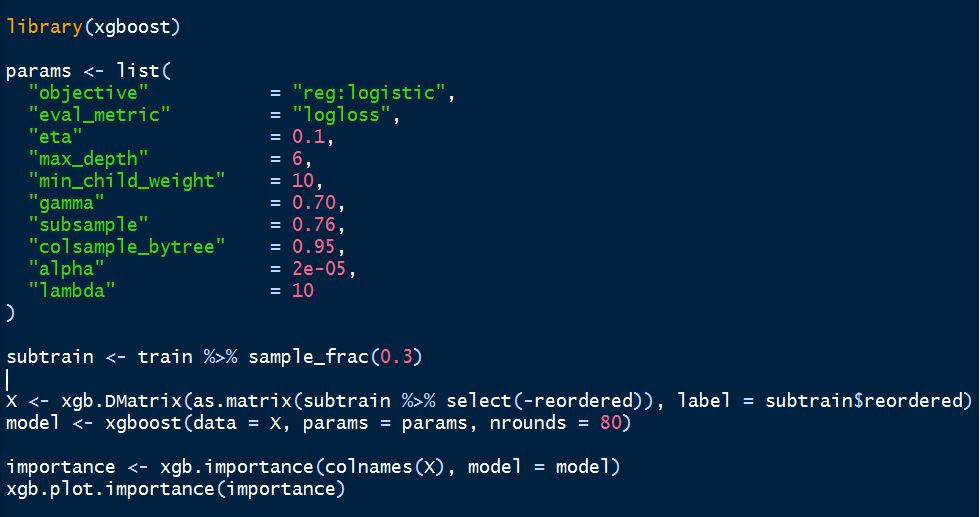 library(xgboost)
params <- list(
"objective" = "reg:logistic",
"eval_metric" = "logloss",
"eta" = 0.1,
"max_depth" = 6,
"min_child_weight" = 10,
"gamma" = 0.70,
"subsample" = 0.76,
"colsample_bytree" = 0.95,
"alpha" = 2e-05,
"lambda" = 10
)
subtrain <- train %>% sample_frac(0.3)
X <- xgb.DMatrix(as.matrix(subtrain %>% select(-reordered)), label = subtrain$reordered)
model <- xgboost(data = X, params = params, nrounds = 80)
importance <- xgb.importance(colnames(X), model = model)
xgb.plot.importance(importance)